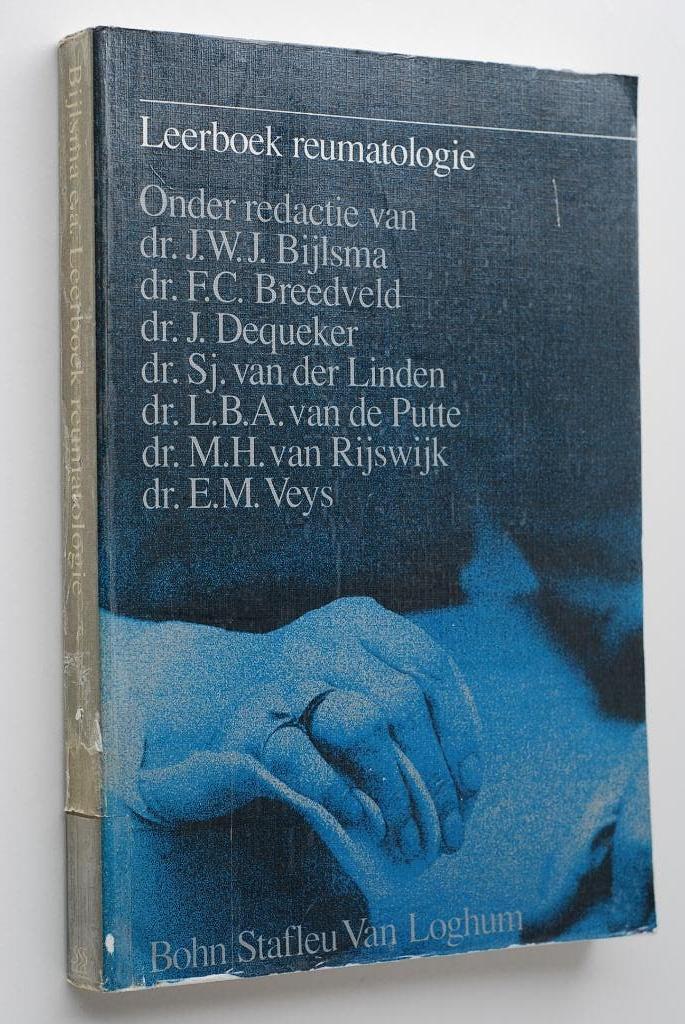 Leerboek reumatologie
Onder redactie van
dr. J.W.J. Bijlsma
dr. F.C. Breedveld
dr. J. Dequeker
dr. Sj. van der Linden
dr. L.B.A. van de Putte
dr. M.H. van Rijswijk
dr. E.M. Veys
Bohn Stafleu Van Loghum
Bijlsma e.a. Leerboek reumatologie